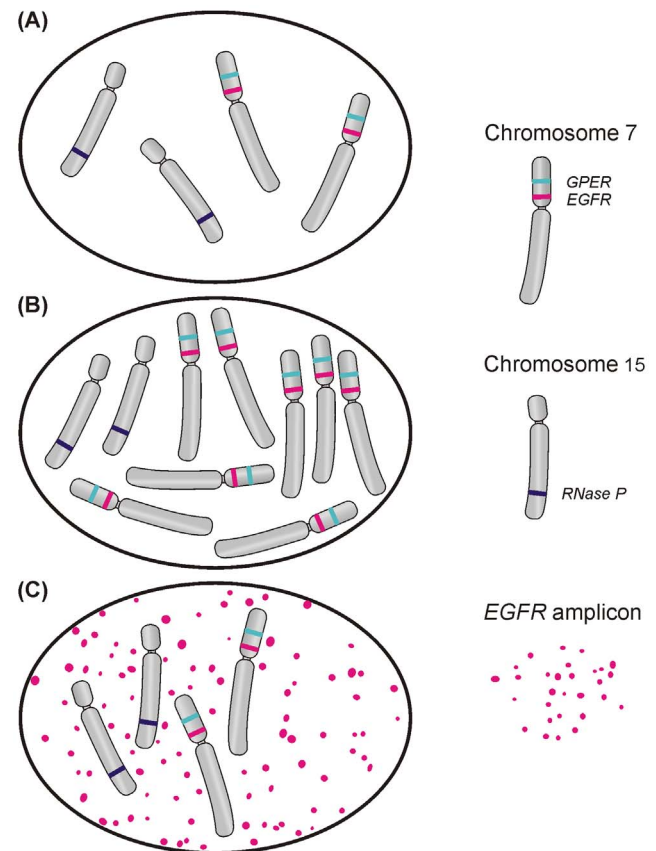 (A)
Chromosome 7
GPER
EGFR
(B)
Chromosome 15
RNase P
(C)
EGFR amplicon